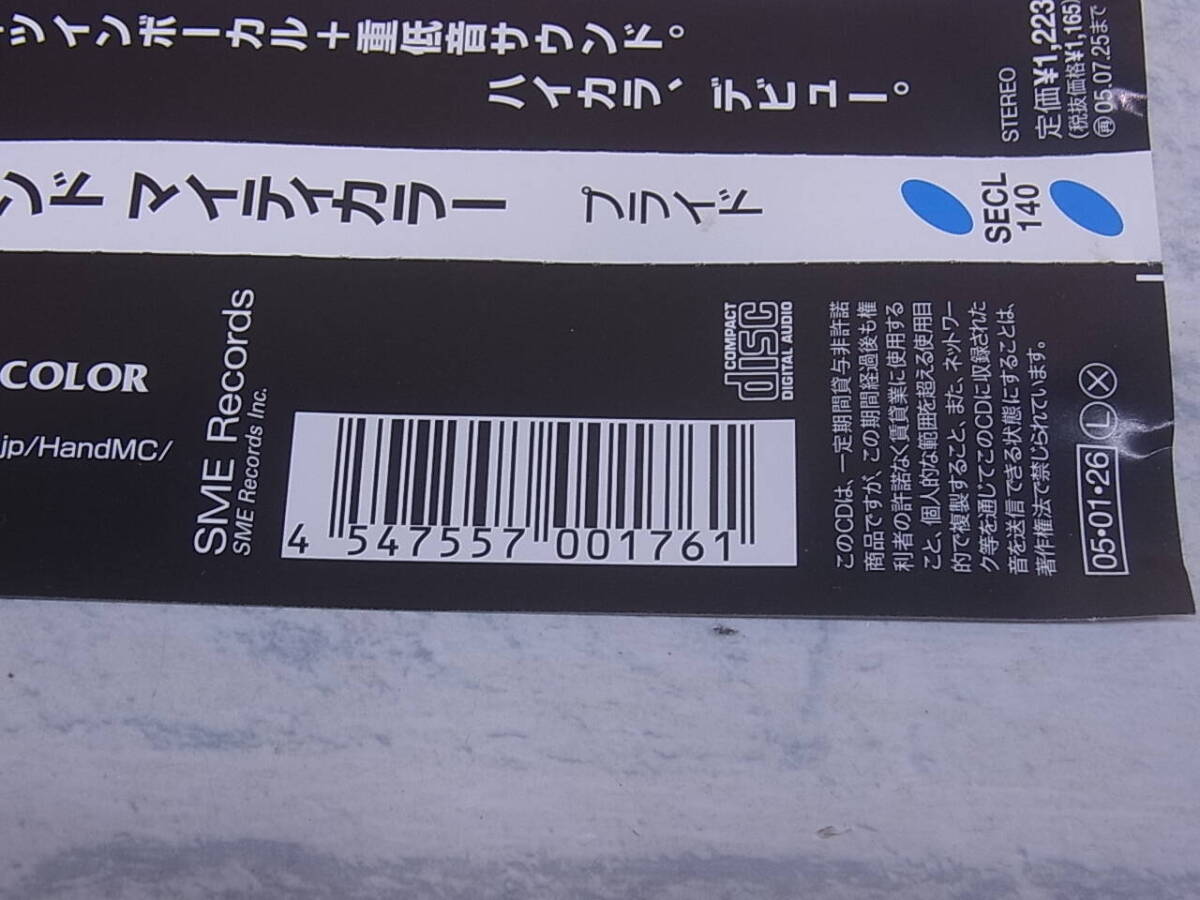 ツインボーカル＋重低音サウンド。
ハイカラ、デビュー。
STEREO
定価¥1,223
(税抜価格¥1,165)
再 05.07.25まで
ンド マイティカラー プライド
SECL
140
COLOR
jp/HandMC/
SME Records
SME Records Inc.
4 547557 001761
COMPACT
disc
DIGITAL AUDIO
このCDは、一定期間貸与非許諾
商品ですが、この期間経過後も権
利者の許諾なく賃貸業に使用する
こと、個人的な範囲を超える使用目
的で複製すること、また、ネットワー
ク等を通じてこのCDに収録された
音を送信できる状態にすることは、
著作権法で禁じられています。
05・01・26 L X